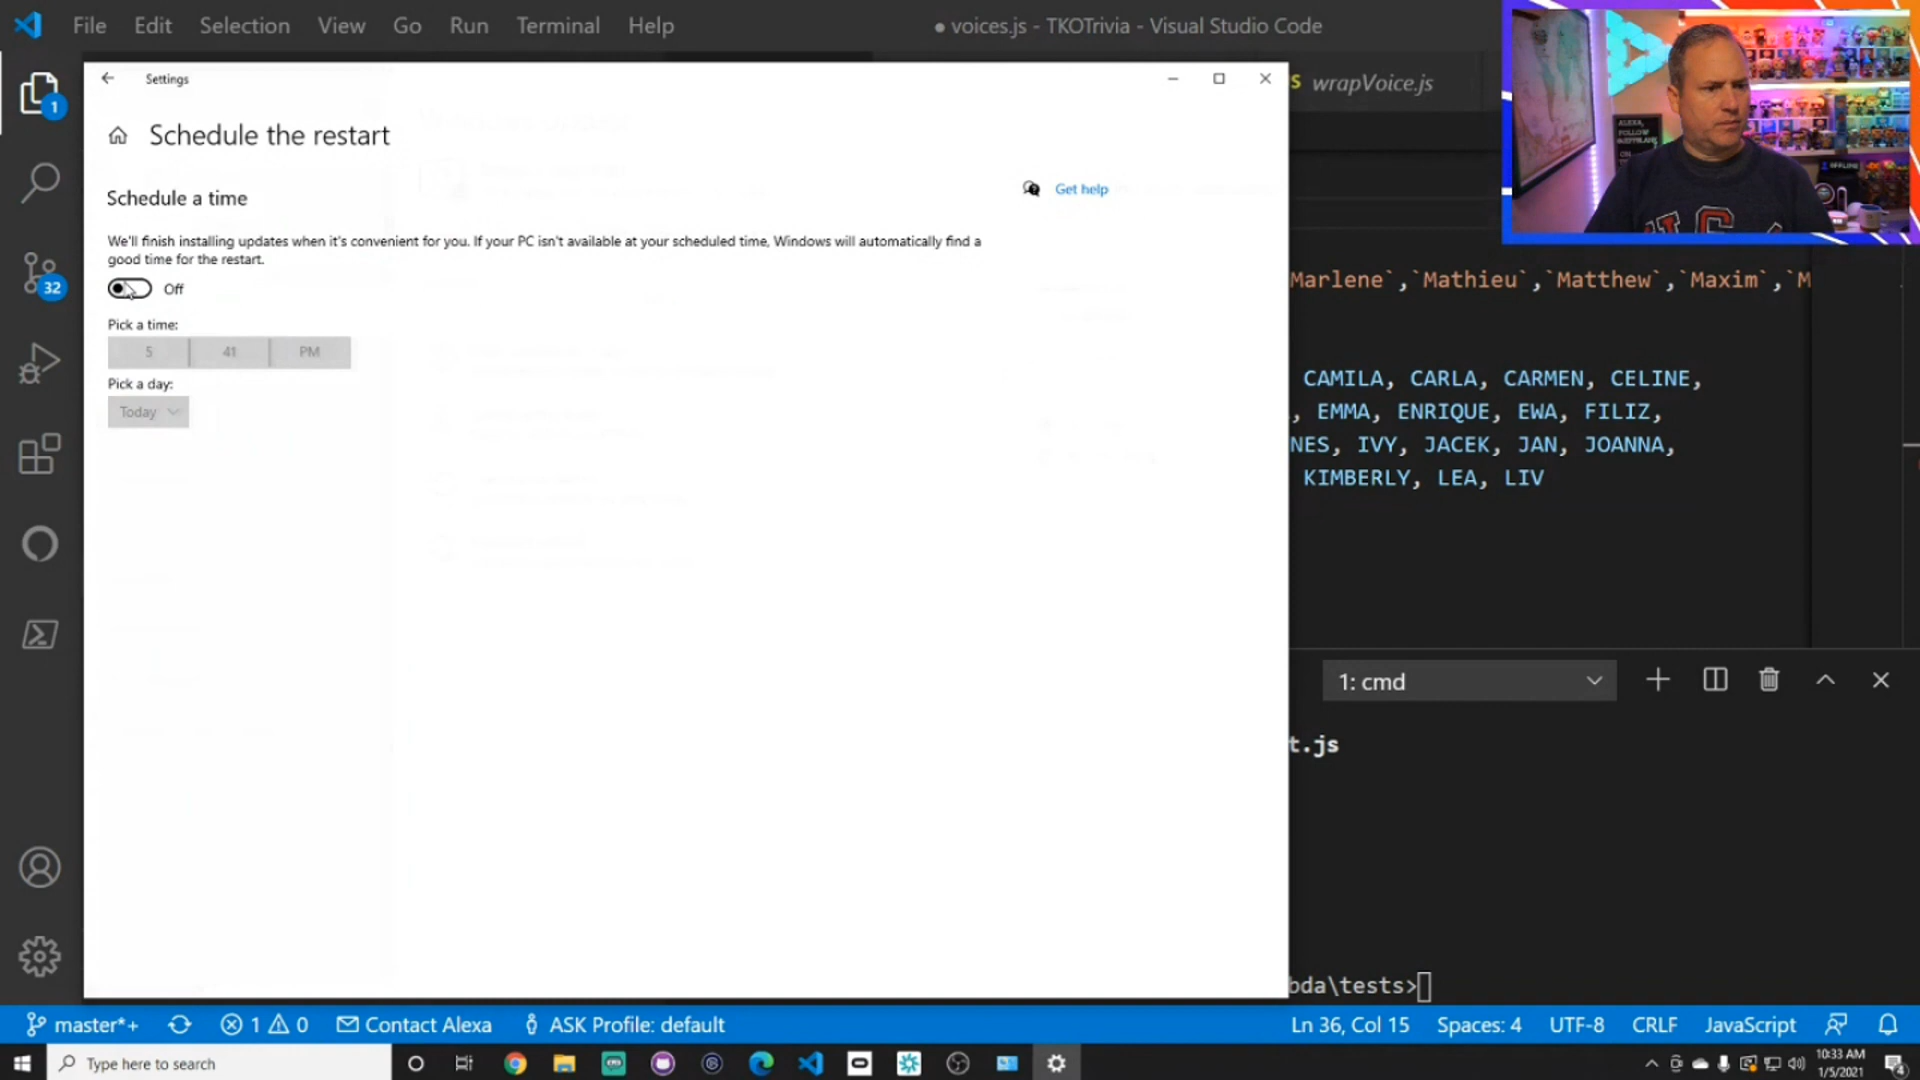 File Edit Selection View Go Run Terminal Help
● voices.js - TKOTrivia - Visual Studio Code
Settings
wrapVoice.js
Schedule the restart
Schedule a time
Get help
We'll finish installing updates when it's convenient for you. If your PC isn't available at your scheduled time, Windows will automatically find a
good time for the restart.
Off
Pick a time:
5 41 PM
Pick a day:
Today
1
32
Marlene`,`Mathieu`,`Matthew`,`Maxim`,`M
CAMILA, CARLA, CARMEN, CELINE,
, EMMA, ENRIQUE, EWA, FILIZ,
NES, IVY, JACEK, JAN, JOANNA,
KIMBERLY, LEA, LIV
1: cmd
t.js
bda\tests>
ALEXA,
FOLLOW
ON
OFFLINE
master*+ 1 0 Contact Alexa ASK Profile: default
Ln 36, Col 15 Spaces: 4 UTF-8 CRLF JavaScript
Type here to search
10:33 AM
1/5/2021
4